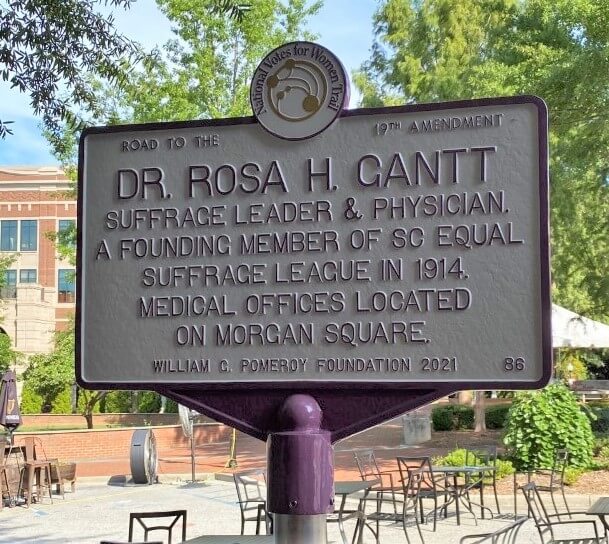 National Votes for Women Trail
ROAD TO THE 19TH AMENDMENT
DR. ROSA H. GANTT
SUFFRAGE LEADER & PHYSICIAN.
A FOUNDING MEMBER OF SC EQUAL
SUFFRAGE LEAGUE IN 1914.
MEDICAL OFFICES LOCATED
ON MORGAN SQUARE.
WILLIAM G. POMEROY FOUNDATION 2021 86